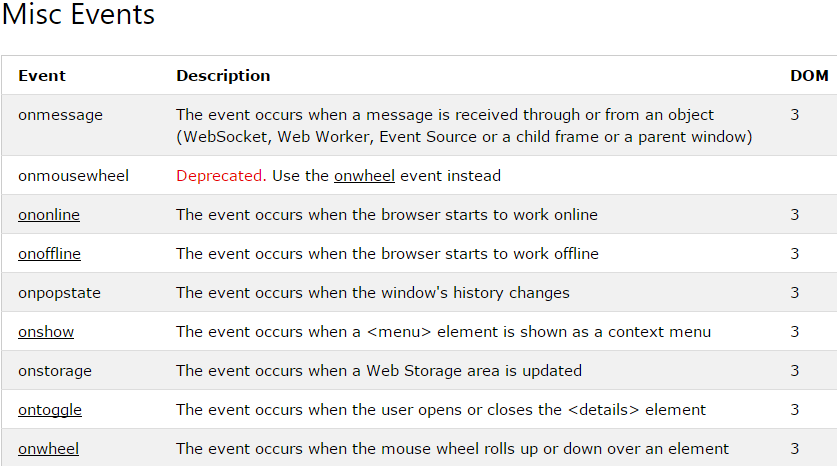 Misc Events
Event Description DOM
onmessage The event occurs when a message is received through or from an object 3
(WebSocket, Web Worker, Event Source or a child frame or a parent window)
onmousewheel Deprecated. Use the onwheel event instead
ononline The event occurs when the browser starts to work online 3
onoffline The event occurs when the browser starts to work offline 3
onpopstate The event occurs when the window's history changes 3
onshow The event occurs when a <menu> element is shown as a context menu 3
onstorage The event occurs when a Web Storage area is updated 3
ontoggle The event occurs when the user opens or closes the <details> element 3
onwheel The event occurs when the mouse wheel rolls up or down over an element 3